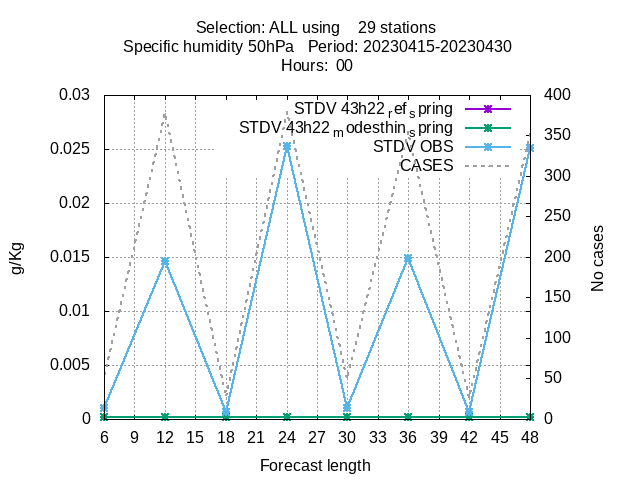 Selection: ALL using 29 stations
Specific humidity 50hPa Period: 20230415-20230430
Hours: 00
0.03 400
STDV 43h22 ref spring
350
STDV 43h22 modesthin spring
0.025 STDV OBS
CASES
300
0.02 250
0.015 200
g/Kg No cases
0.01 150
100
0.005 50
0 0
6 9 12 15 18 21 24 27 30 33 36 39 42 45 48
Forecast length